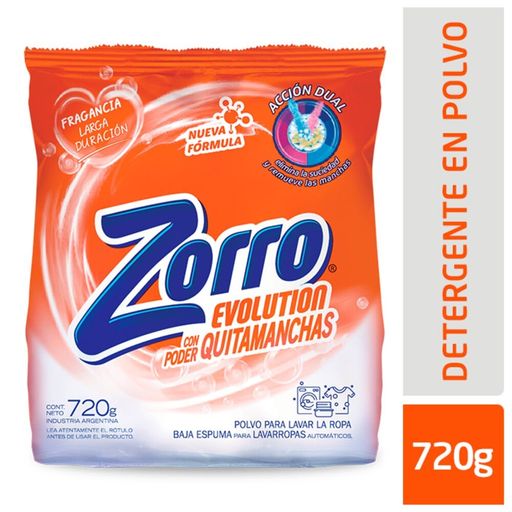 FRAGANCIA
LARGA
DURACIÓN
NUEVA
FÓRMULA
ACCIÓN DUAL
elimina la suciedad
y remueve las manchas
Zorro®
EVOLUTION
CON
PODER QUITAMANCHAS
CONT.
NETO 720g
INDUSTRIA ARGENTINA
LEA ATENTAMENTE EL RÓTULO
ANTES DE USAR EL PRODUCTO.
POLVO PARA LAVAR LA ROPA
BAJA ESPUMA PARA LAVARROPAS AUTOMÁTICOS.
DETERGENTE EN POLVO
720g